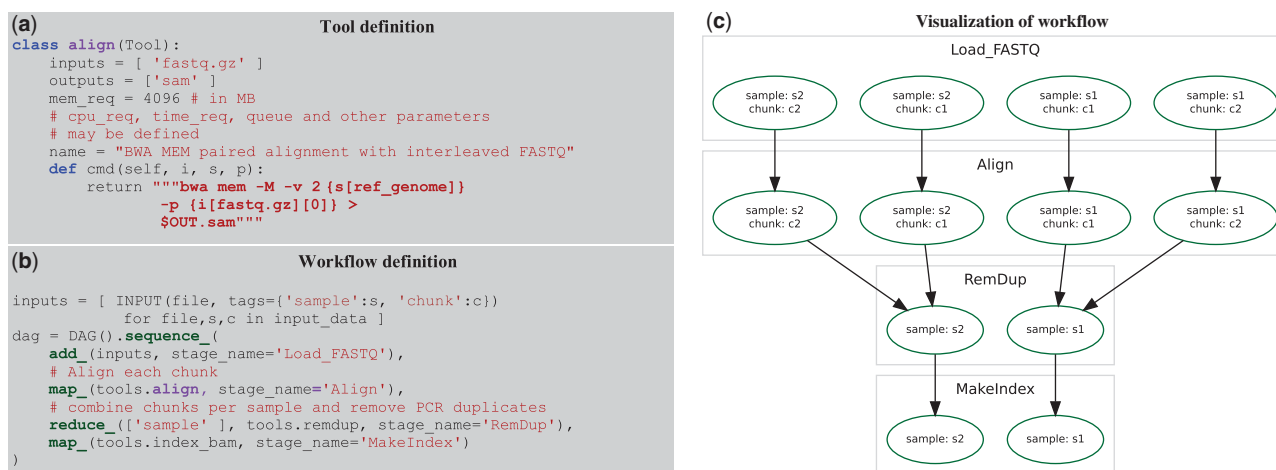 (a)
Tool definition
class align(Tool):
inputs = [ 'fastq.gz' ]
outputs = ['sam' ]
mem_req = 4096 # in MB
# cpu_req, time_req, queue and other parameters
# may be defined
name = "BWA MEM paired alignment with interleaved FASTQ"
def cmd(self, i, s, p):
return """bwa mem -M -v 2 {s[ref_genome]}
-p {i[fastq.gz][0]} >
$OUT.sam"""
(b)
Workflow definition
inputs = [ INPUT(file, tags={'sample':s, 'chunk':c})
for file,s,c in input_data ]
dag = DAG().sequence_(
add_(inputs, stage_name='Load_FASTQ'),
# Align each chunk
map_(tools.align, stage_name='Align'),
# combine chunks per sample and remove PCR duplicates
reduce_(['sample' ], tools.remdup, stage_name='RemDup'),
map_(tools.index_bam, stage_name='MakeIndex')
)
(c)
Visualization of workflow
Load_FASTQ
sample: s2
chunk: c2
sample: s2
chunk: c1
sample: s1
chunk: c1
sample: s1
chunk: c2
Align
sample: s2
chunk: c2
sample: s2
chunk: c1
sample: s1
chunk: c1
sample: s1
chunk: c2
RemDup
sample: s2
sample: s1
MakeIndex
sample: s2
sample: s1